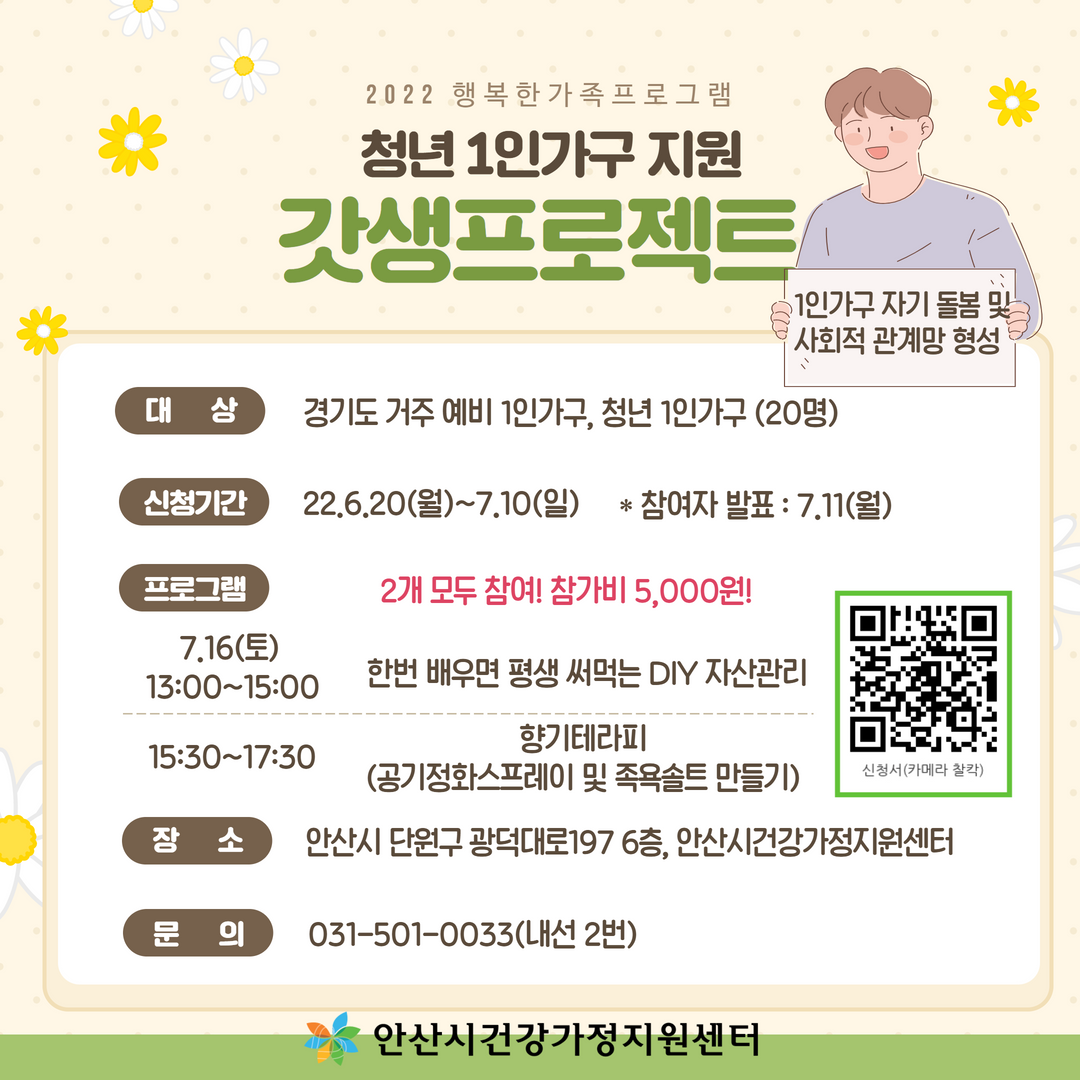 2022 행복한가족프로그램
청년 1인가구 지원
갓생프로젝트
1인가구 자기 돌봄 및
사회적 관계망 형성
대 상 경기도 거주 예비 1인가구, 청년 1인가구 (20명)
신청기간 22.6.20(월)~7.10(일) * 참여자 발표 : 7.11(월)
프로그램 2개 모두 참여! 참가비 5,000원!
7.16(토)
13:00~15:00 한번 배우면 평생 써먹는 DIY 자산관리
15:30~17:30 향기테라피
(공기정화스프레이 및 족욕솔트 만들기)
신청서(카메라 찰칵)
장 소 안산시 단원구 광덕대로197 6층, 안산시건강가정지원센터
문 의 031-501-0033(내선 2번)
안산시건강가정지원센터